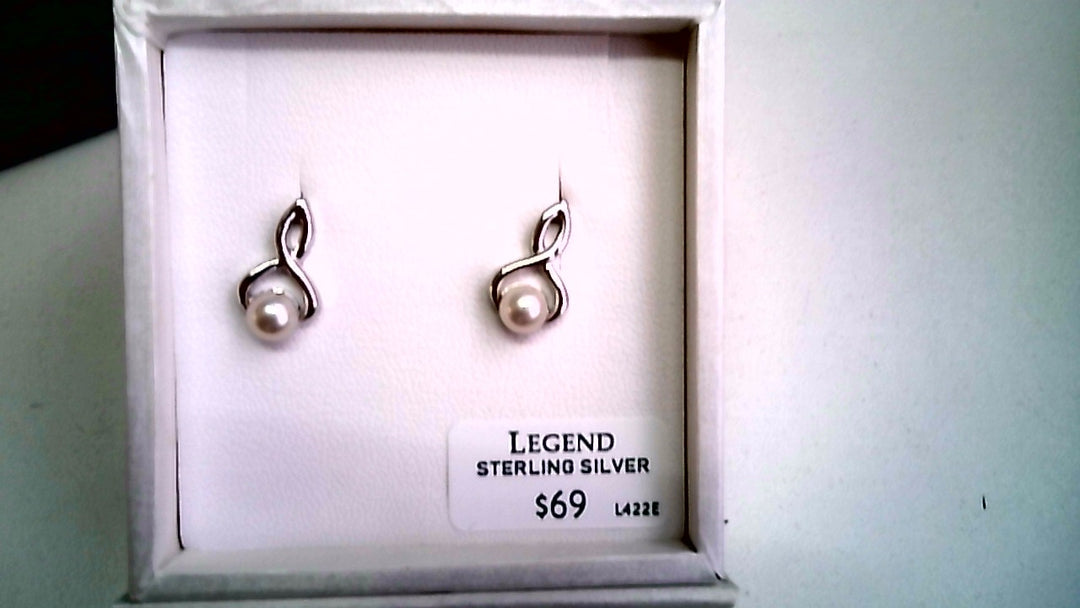 LEGEND
STERLING SILVER
$69 L422E